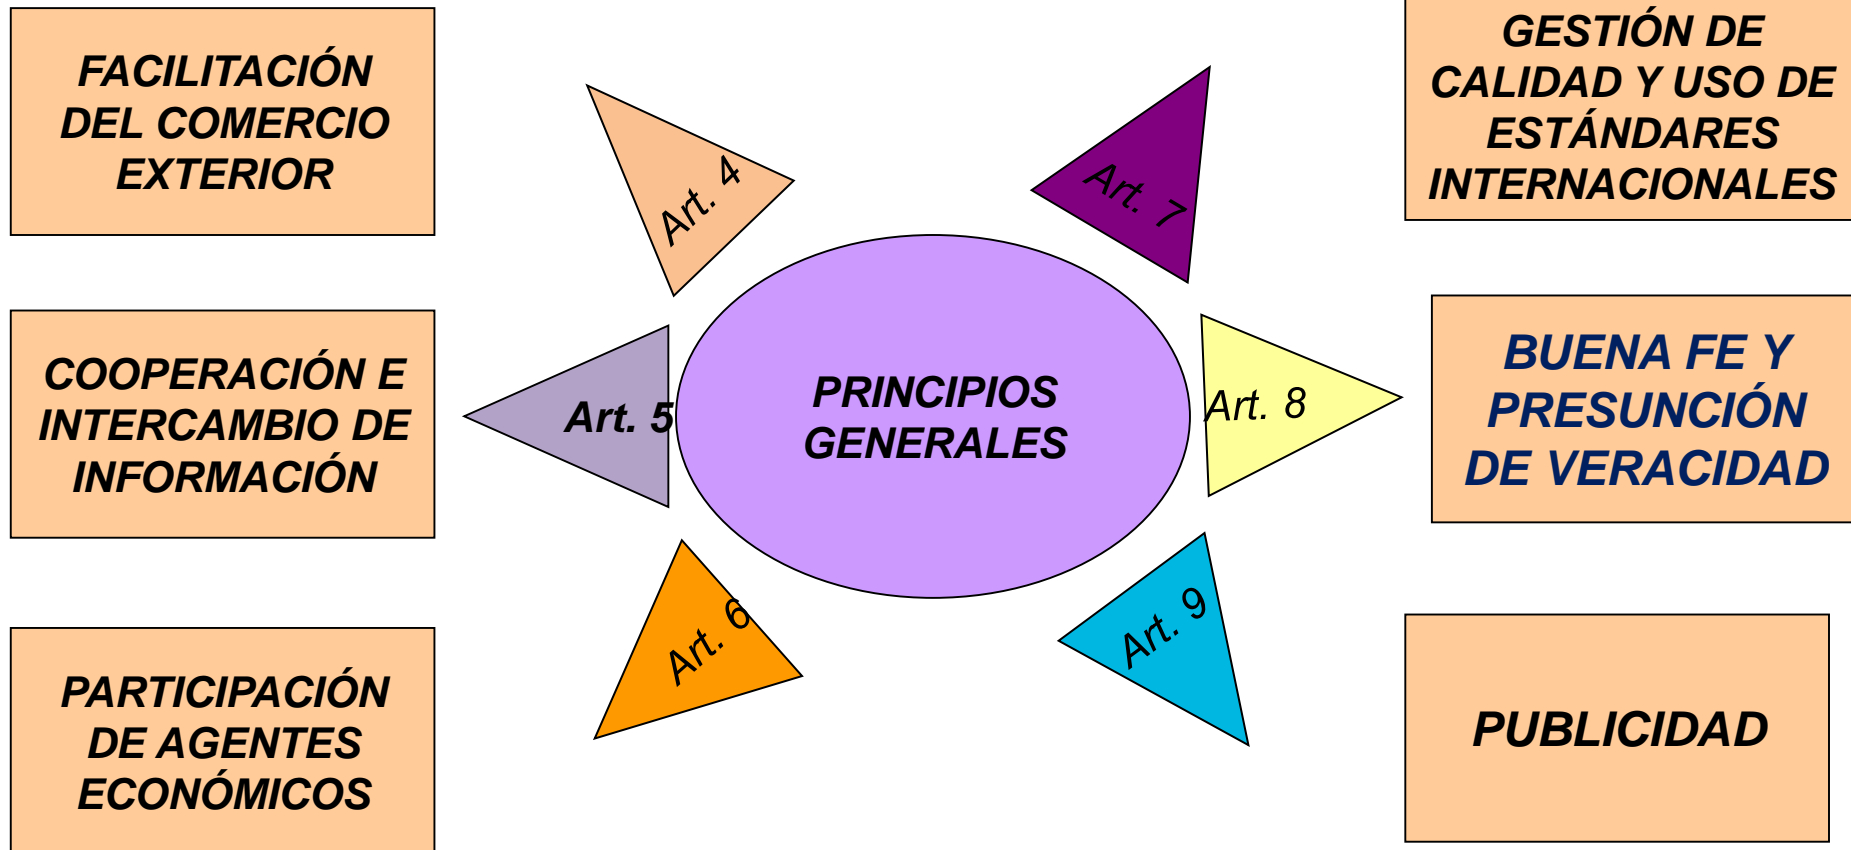 FACILITACIÓN
DEL COMERCIO
EXTERIOR
COOPERACIÓN E
INTERCAMBIO DE
INFORMACIÓN
PARTICIPACIÓN
DE AGENTES
ECONÓMICOS
Art. 4
Art. 5
Art. 6
PRINCIPIOS
GENERALES
Art. 7
Art. 8
Art. 9
GESTIÓN DE
CALIDAD Y USO DE
ESTÁNDARES
INTERNACIONALES
BUENA FE Y
PRESUNCIÓN
DE VERACIDAD
PUBLICIDAD